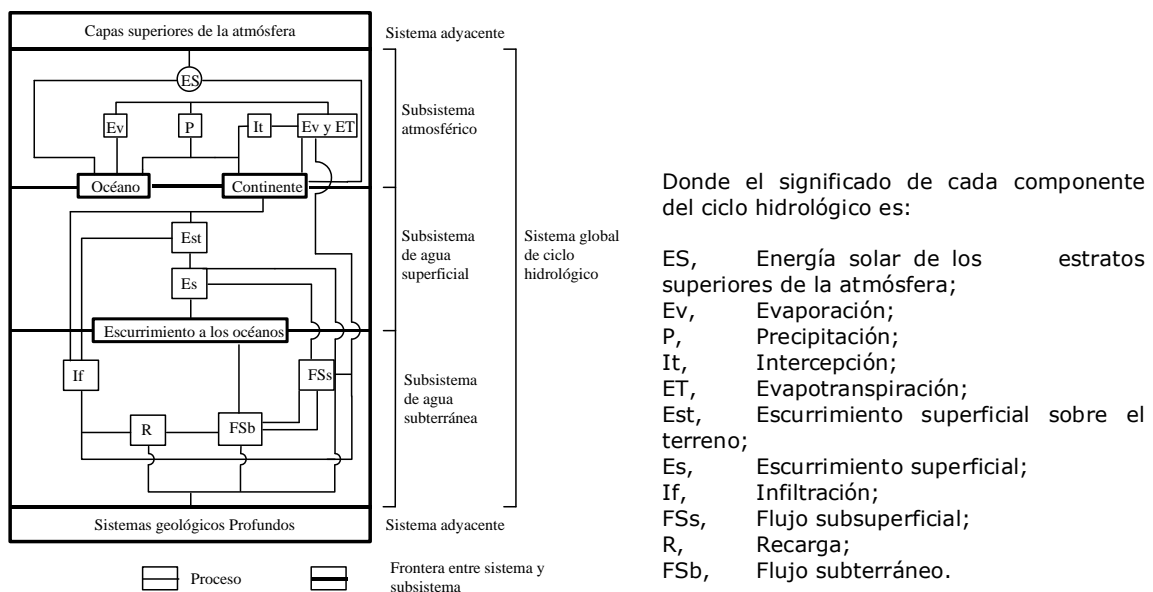 Capas superiores de la atmósfera
Sistema adyacente
ES
Ev
P
It
Ev y ET
Subsistema
atmosférico
Océano
Continente
Est
Es
Subsistema
de agua
superficial
Sistema global
de ciclo
hidrológico
Escurrimiento a los océanos
If
FSs
R
FSb
Subsistema
de agua
subterránea
Sistemas geológicos Profundos
Sistema adyacente
Proceso
Frontera entre sistema y
subsistema
Donde el significado de cada componente
del ciclo hidrológico es:
ES, Energía solar de los estratos
superiores de la atmósfera;
Ev, Evaporación;
P, Precipitación;
It, Intercepción;
ET, Evapotranspiración;
Est, Escurrimiento superficial sobre el
terreno;
Es, Escurrimiento superficial;
If, Infiltración;
FSs, Flujo subsuperficial;
R, Recarga;
FSb, Flujo subterráneo.